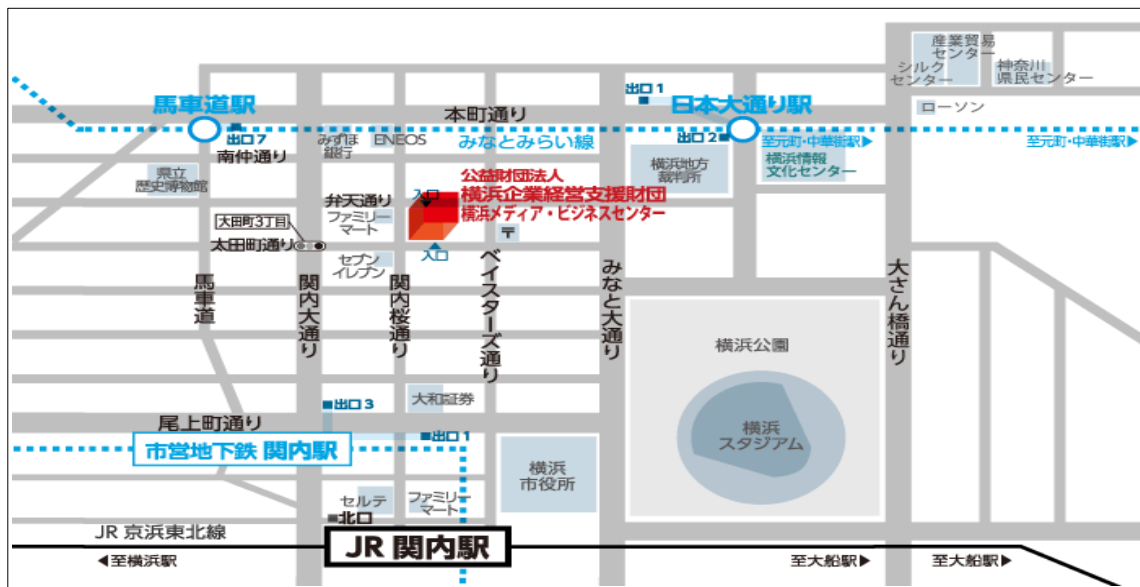 産業貿易
センター
シルク
センター
神奈川
県民センター
出口1
馬車道駅
本町通り
日本大通り駅
ローソン
出口7
みずほ
銀行
ENEOS
みなとみらい線
出口2
至元町・中華街駅▶
至元町・中華街駅▶
南仲通り
横浜地方
裁判所
横浜情報
文化センター
県立
歴史博物館
公益財団法人
横浜企業経営支援財団
横浜メディア・ビジネスセンター
入口
弁天通り
ファミリー
マート
大田町3丁目
太田町通り
〒
入口
セブン
イレブン
馬車道
関内大通り
関内桜通り
ベイスターズ通り
みなと大通り
大さん橋通り
横浜公園
横浜
スタジアム
出口3
大和証券
尾上町通り
出口1
市営地下鉄 関内駅
横浜
市役所
セルテ
ファミリー
マート
北口
JR 京浜東北線
JR 関内駅
◀至横浜駅
至大船駅▶
至大船駅▶